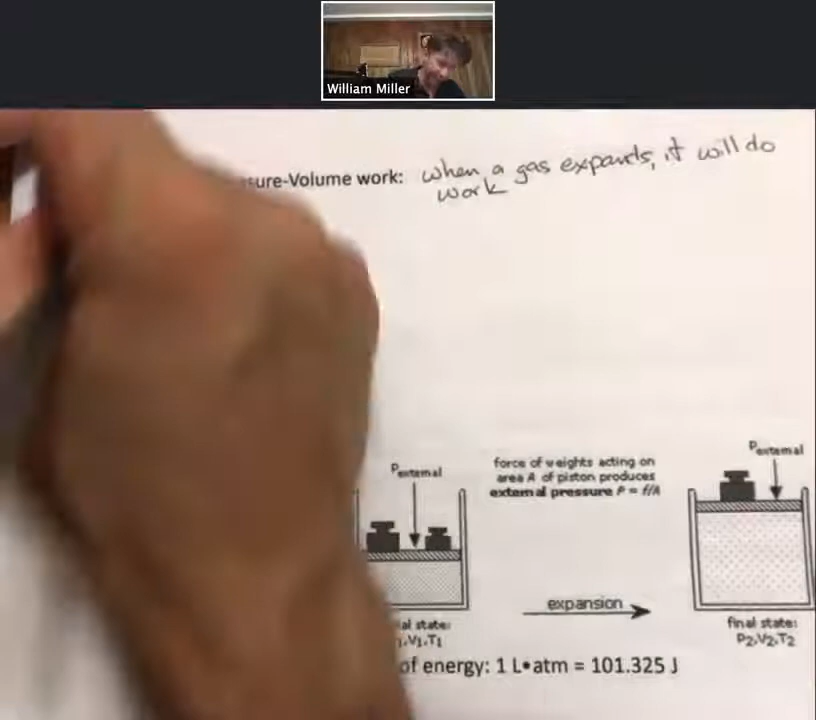 William Miller
sure-Volume work: when a gas expands, it will do
work
Pexternal
Pexternal
force of weights acting on
area A of piston produces
external pressure P = f/A
expansion
al state:
final state:
.V1.T1
P2.V2.T2
of energy: 1 L•atm = 101.325 J